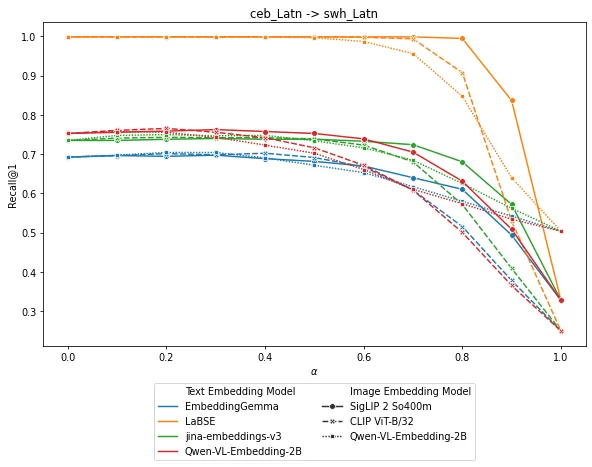 ceb_Latn -> swh_Latn
Recall@1
1.0
0.9
0.8
0.7
0.6
0.5
0.4
0.3
0.0 0.2 0.4 0.6 0.8 1.0
α
Text Embedding Model
EmbeddingGemma
LaBSE
jina-embeddings-v3
Qwen-VL-Embedding-2B
Image Embedding Model
SigLIP 2 So400m
CLIP ViT-B/32
Qwen-VL-Embedding-2B